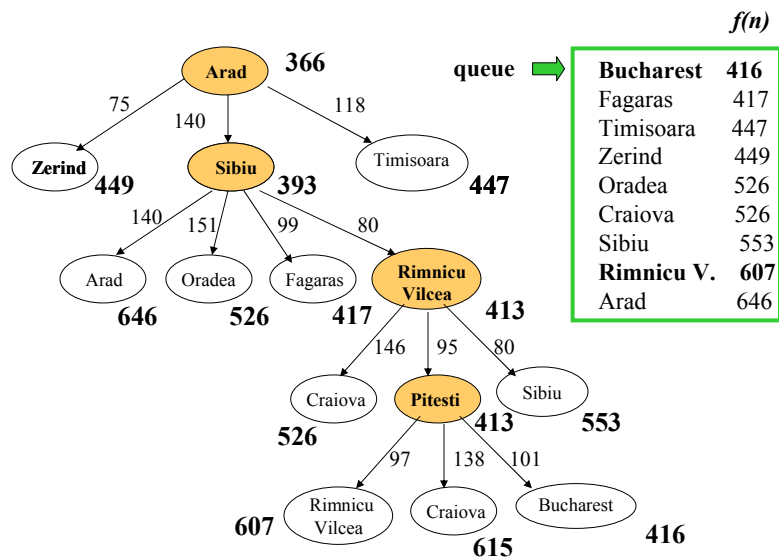 f(n)
Arad 366
queue
Bucharest 416
Fagaras 417
Timisoara 447
Zerind 449
Oradea 526
Craiova 526
Sibiu 553
Rimnicu V. 607
Arad 646
75
140
118
Zerind
449
Sibiu
393
Timisoara
447
140
151
99
80
Arad
646
Oradea
526
Fagaras
417
Rimnicu
Vilcea
413
146
95
80
Craiova
526
Pitesti
413
Sibiu
553
97
138
101
Rimnicu
Vilcea
607
Craiova
615
Bucharest
416